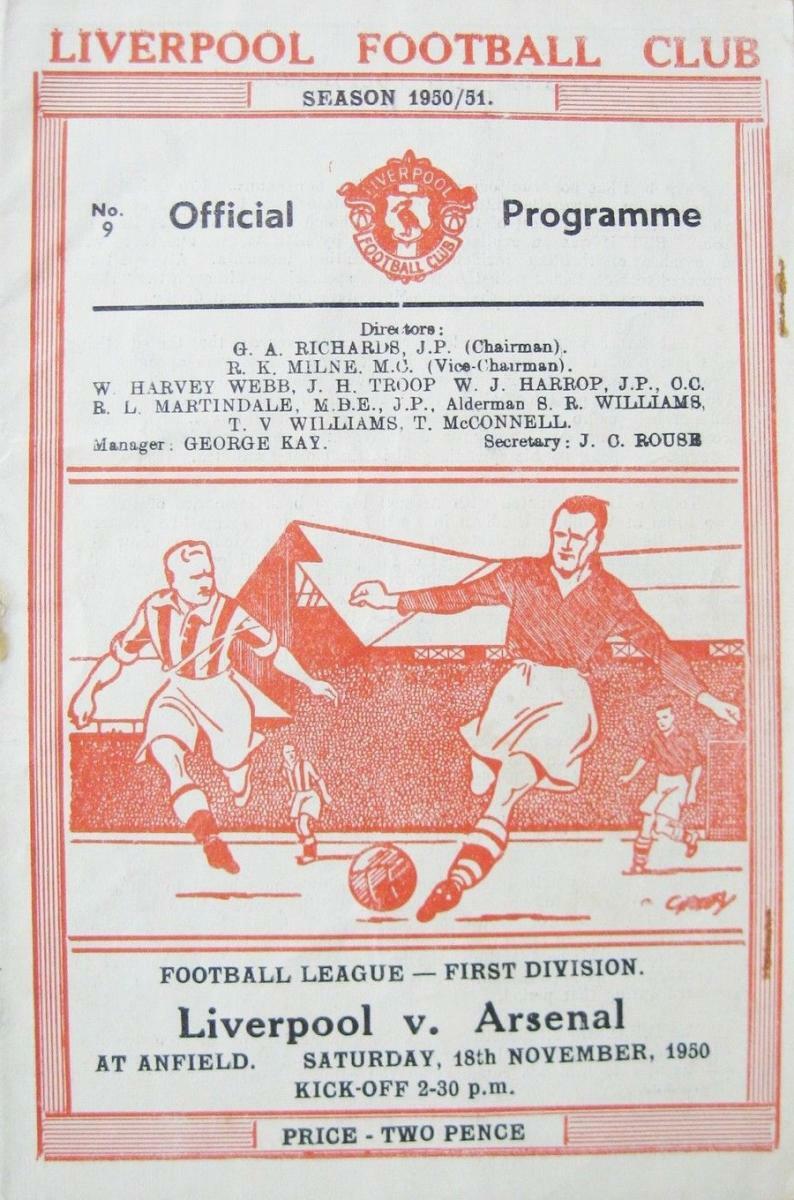 LIVERPOOL FOOTBALL CLUB
SEASON 1950/51.
No. 9 Official Programme
LIVERPOOL
FOOTBALL CLUB
Directors:
G. A. RICHARDS, J.P. (Chairman).
R. K. MILNE. M.C. (Vice-Chairman).
W. HARVEY WEBB, J. H. TROOP W. J. HARROP, J.P., C.C.
R. L. MARTINDALE, M.B.E., J.P., Alderman S. R. WILLIAMS,
T. V WILLIAMS, T. McCONNELL.
Manager: GEORGE KAY. Secretary: J. C. ROUSE
FOOTBALL LEAGUE — FIRST DIVISION.
Liverpool v. Arsenal
AT ANFIELD. SATURDAY, 18th NOVEMBER, 1950
KICK-OFF 2-30 p.m.
PRICE - TWO PENCE